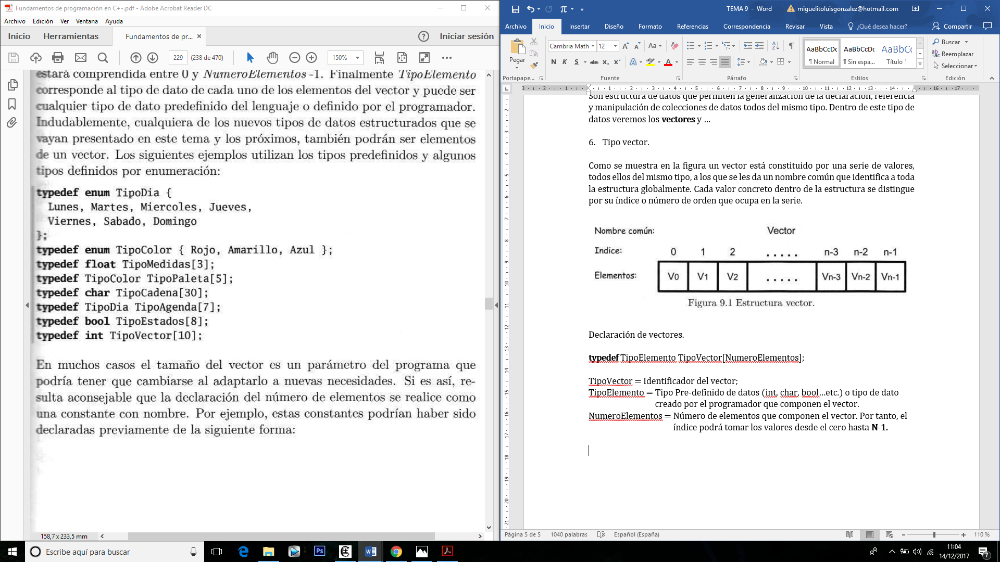 Fundamentos de programación en C+-.pdf - Adobe Acrobat Reader DC
Archivo Edición Ver Ventana Ayuda
Inicio Herramientas Fundamentos de pr... × Iniciar sesión
229 (238 de 470) 150%
estará comprendida entre 0 y NumeroElementos -1. Finalmente TipoElemento
corresponde al tipo de dato de cada uno de los elementos del vector y puede ser
cualquier tipo de dato predefinido del lenguaje o definido por el programador.
Indudablemente, cualquiera de los nuevos tipos de datos estructurados que se
vayan presentado en este tema y los próximos, también podrán ser elementos
de un vector. Los siguientes ejemplos utilizan los tipos predefinidos y algunos
tipos definidos por enumeración:
typedef enum TipoDia {
Lunes, Martes, Miercoles, Jueves,
Viernes, Sabado, Domingo
};
typedef enum TipoColor { Rojo, Amarillo, Azul };
typedef float TipoMedidas[3];
typedef TipoColor TipoPaleta[5];
typedef char TipoCadena[30];
typedef TipoDia TipoAgenda[7];
typedef bool TipoEstados[8];
typedef int TipoVector[10];
En muchos casos el tamaño del vector es un parámetro del programa que
podría tener que cambiarse al adaptarlo a nuevas necesidades. Si es así, re-
sulta aconsejable que la declaración del número de elementos se realice como
una constante con nombre. Por ejemplo, estas constantes podrían haber sido
declaradas previamente de la siguiente forma:
158,7 x 233,5 mm
TEMA 9 - Word miguelitoluisgonzalez@hotmail.com
Archivo Inicio Insertar Diseño Formato Referencias Correspondencia Revisar Vista ¿Qué desea hacer? Compartir
Pegar
Cambria Math 12
N K S abc x₂ x²
AaBbCcDc AaBbCcDc AaBbC(
¶ Normal ¶ Sin espa... Título 1
Buscar
Reemplazar
Seleccionar
Portapape... Fuente Párrafo Estilos Edición
Son estructura de datos que permiten la generalización de la declaración, referencia
y manipulación de colecciones de datos todos del mismo tipo. Dentro de este tipo de
datos veremos los vectores y ...
6. Tipo vector.
Como se muestra en la figura un vector está constituido por una serie de valores,
todos ellos del mismo tipo, a los que se les da un nombre común que identifica a toda
la estructura globalmente. Cada valor concreto dentro de la estructura se distingue
por su índice o número de orden que ocupa en la serie.
Nombre común: Vector
Indice: 0 1 2 ..... n-3 n-2 n-1
Elementos: V0 V1 V2 ..... Vn-3 Vn-2 Vn-1
Figura 9.1 Estructura vector.
Declaración de vectores.
typedef TipoElemento TipoVector[NumeroElementos];
TipoVector = Identificador del vector;
TipoElemento = Tipo Pre-definido de datos (int, char, bool...etc.) o tipo de dato
creado por el programador que componen el vector.
NumeroElementos = Número de elementos que componen el vector. Por tanto, el
índice podrá tomar los valores desde el cero hasta N-1.
Página 5 de 5 1040 palabras Español (España) 110 %
Escribe aquí para buscar
11:04
14/12/2017
7